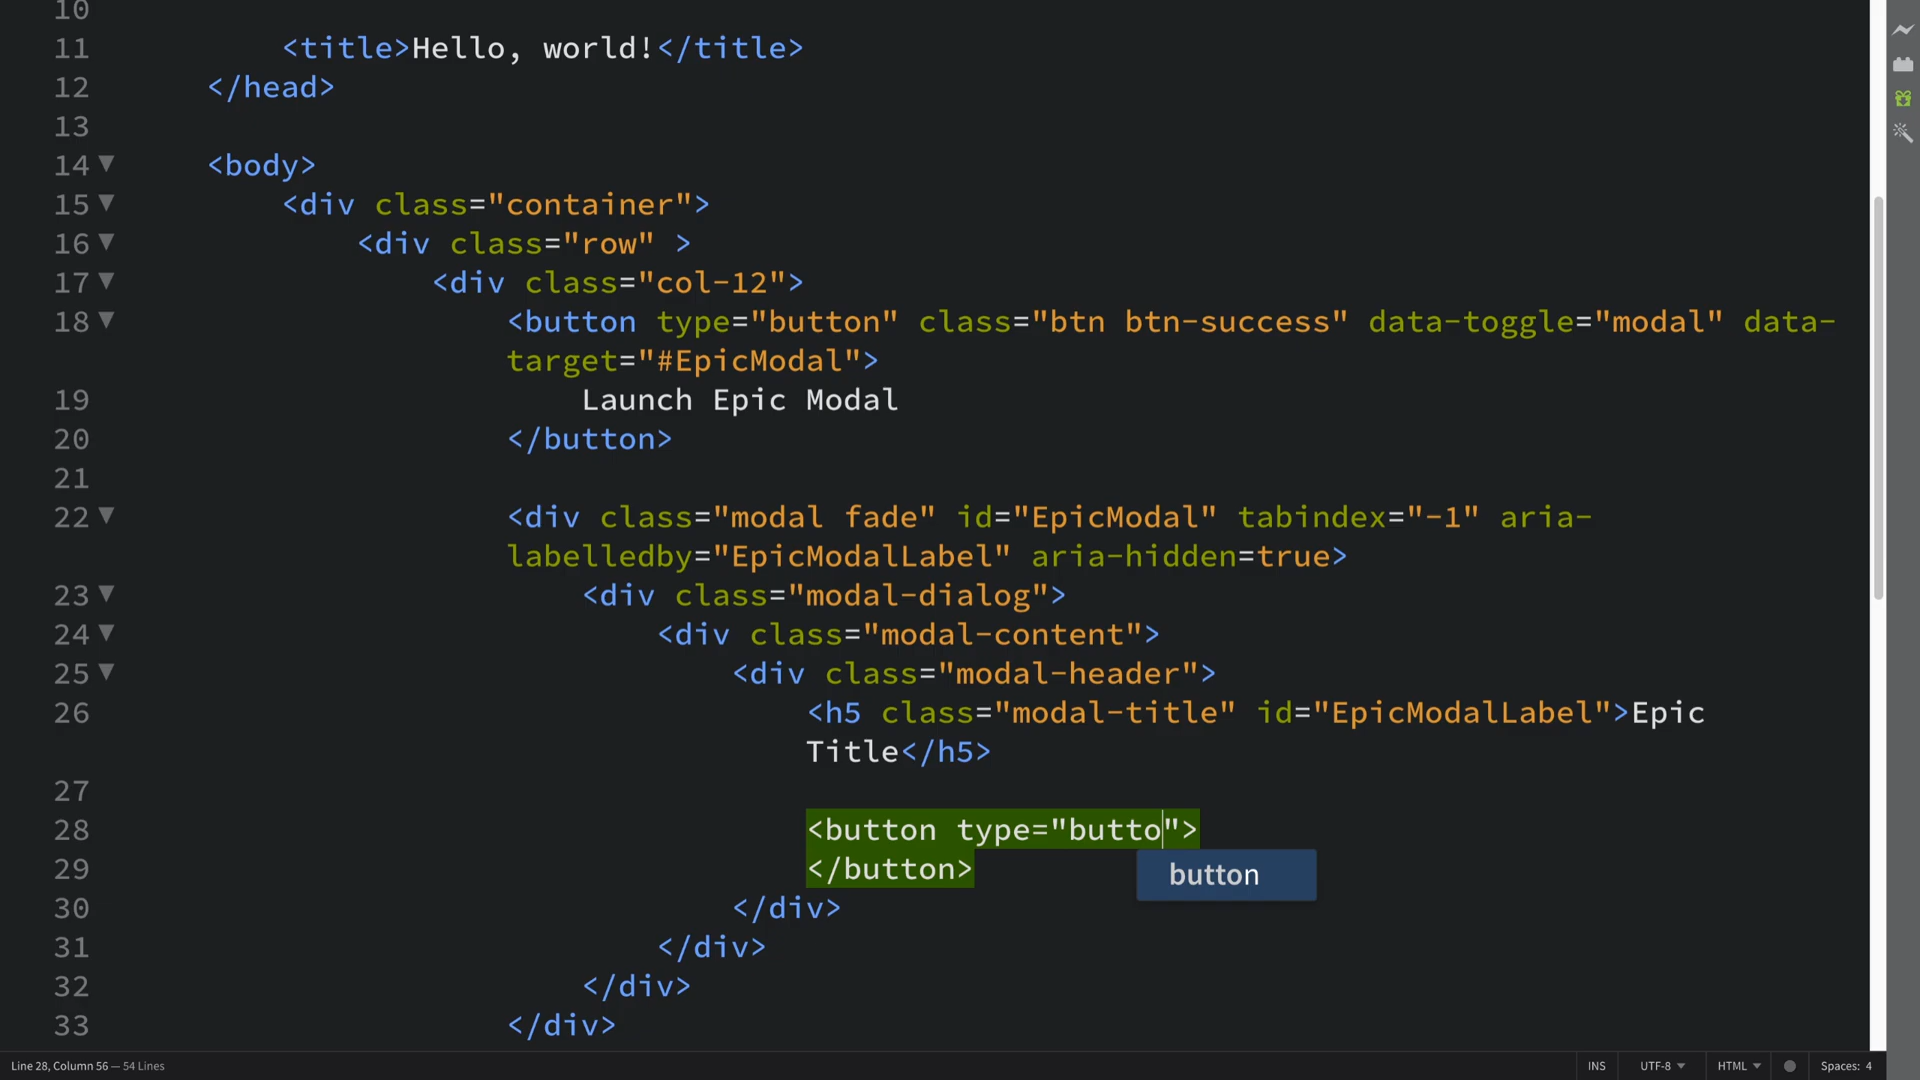 10
11 <title>Hello, world!</title>
12 </head>
13
14 <body>
15 <div class="container">
16 <div class="row" >
17 <div class="col-12">
18 <button type="button" class="btn btn-success" data-toggle="modal" data-
target="#EpicModal">
19 Launch Epic Modal
20 </button>
21
22 <div class="modal fade" id="EpicModal" tabindex="-1" aria-
labelledby="EpicModalLabel" aria-hidden=true>
23 <div class="modal-dialog">
24 <div class="modal-content">
25 <div class="modal-header">
26 <h5 class="modal-title" id="EpicModalLabel">Epic
Title</h5>
27
28 <button type="butto">
29 </button>
button
30 </div>
31 </div>
32 </div>
33 </div>
Line 28, Column 56 — 54 Lines INS UTF-8 HTML Spaces: 4